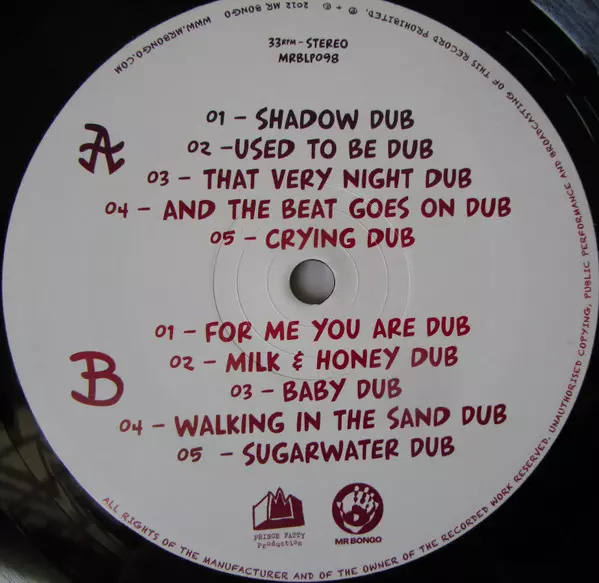 33RPM - STEREO
MRBLP098
A
01 - SHADOW DUB
02 -USED TO BE DUB
03 - THAT VERY NIGHT DUB
04 - AND THE BEAT GOES ON DUB
05 - CRYING DUB
B
01 - FOR ME YOU ARE DUB
02 - MILK & HONEY DUB
03 - BABY DUB
04 - WALKING IN THE SAND DUB
05 - SUGARWATER DUB
PRINCE FATTY
Production
MR BONGO
ALL RIGHTS OF THE MANUFACTURER AND OF THE OWNER OF THE RECORDED WORK RESERVED. UNAUTHORISED COPYING, PUBLIC PERFORMANCE AND BROADCASTING OF THIS RECORD PROHIBITED. ℗ + © 2012 MR BONGO
WWW.MRBONGO.COM